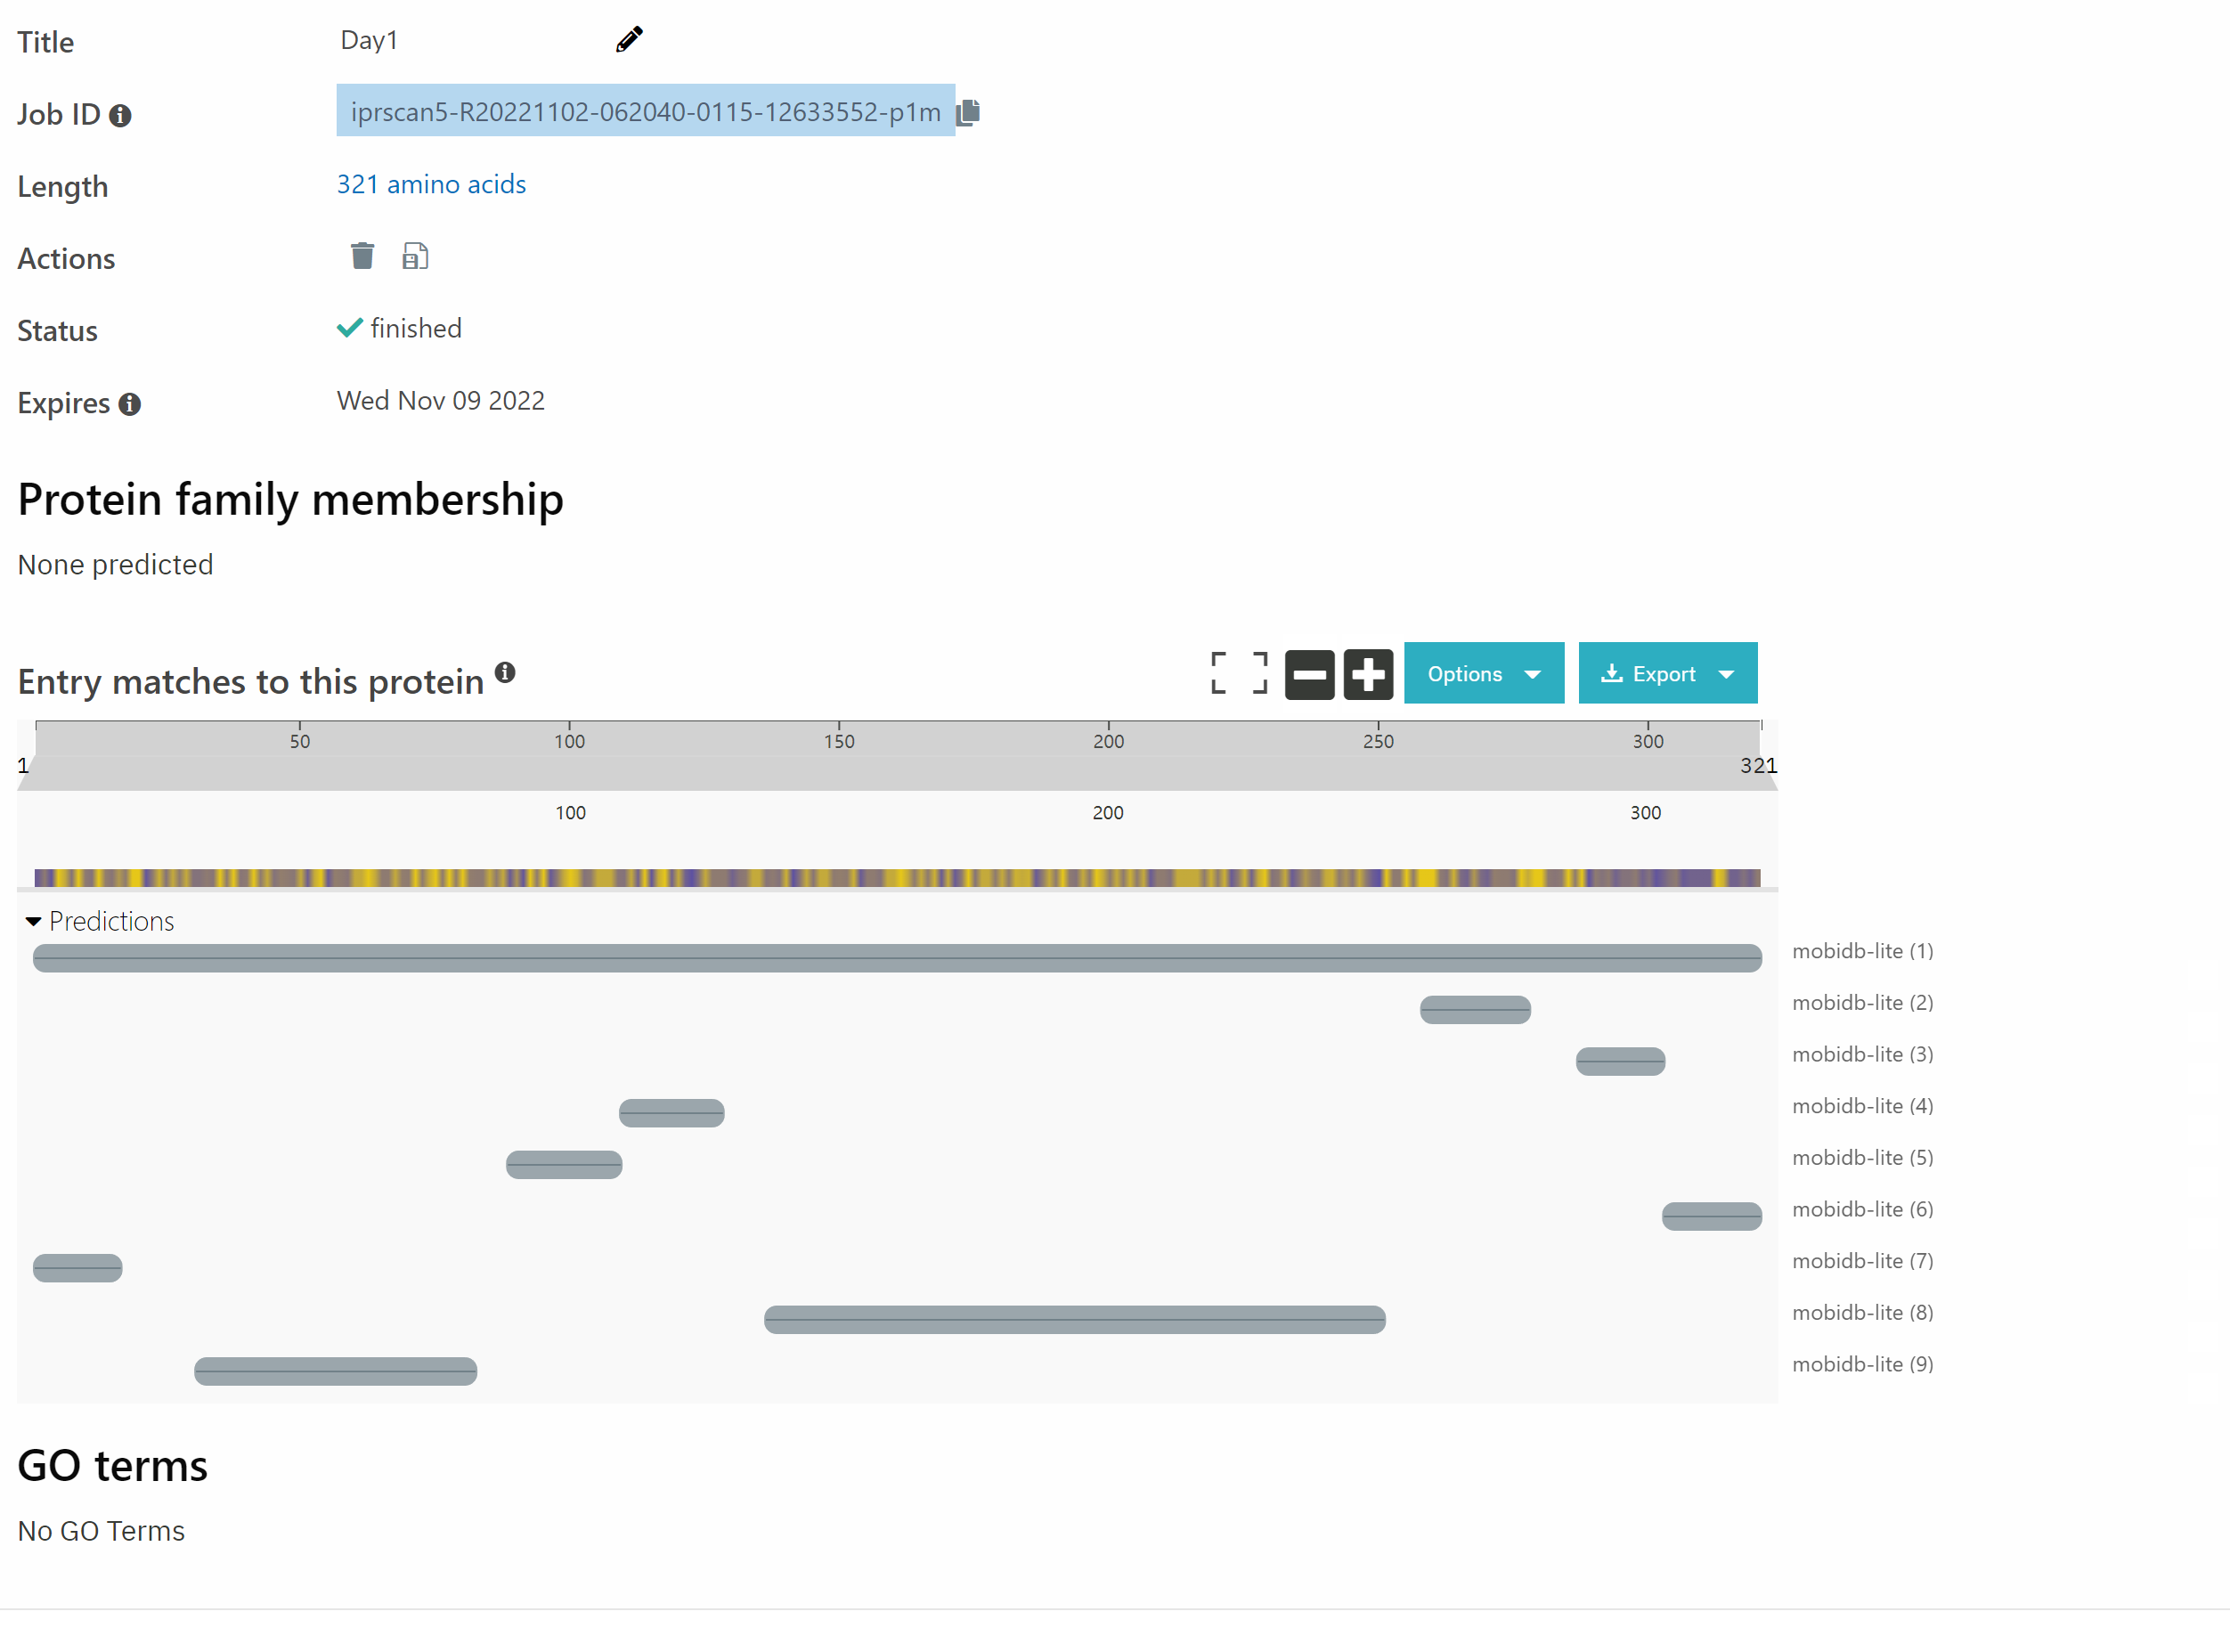 Title Day1
Job ID iprscan5-R20221102-062040-0115-12633552-p1m
Length 321 amino acids
Actions
Status finished
Expires Wed Nov 09 2022
Protein family membership
None predicted
Entry matches to this protein
Options Export
50 100 150 200 250 300
1 321
100 200 300
Predictions
mobidb-lite (1)
mobidb-lite (2)
mobidb-lite (3)
mobidb-lite (4)
mobidb-lite (5)
mobidb-lite (6)
mobidb-lite (7)
mobidb-lite (8)
mobidb-lite (9)
GO terms
No GO Terms